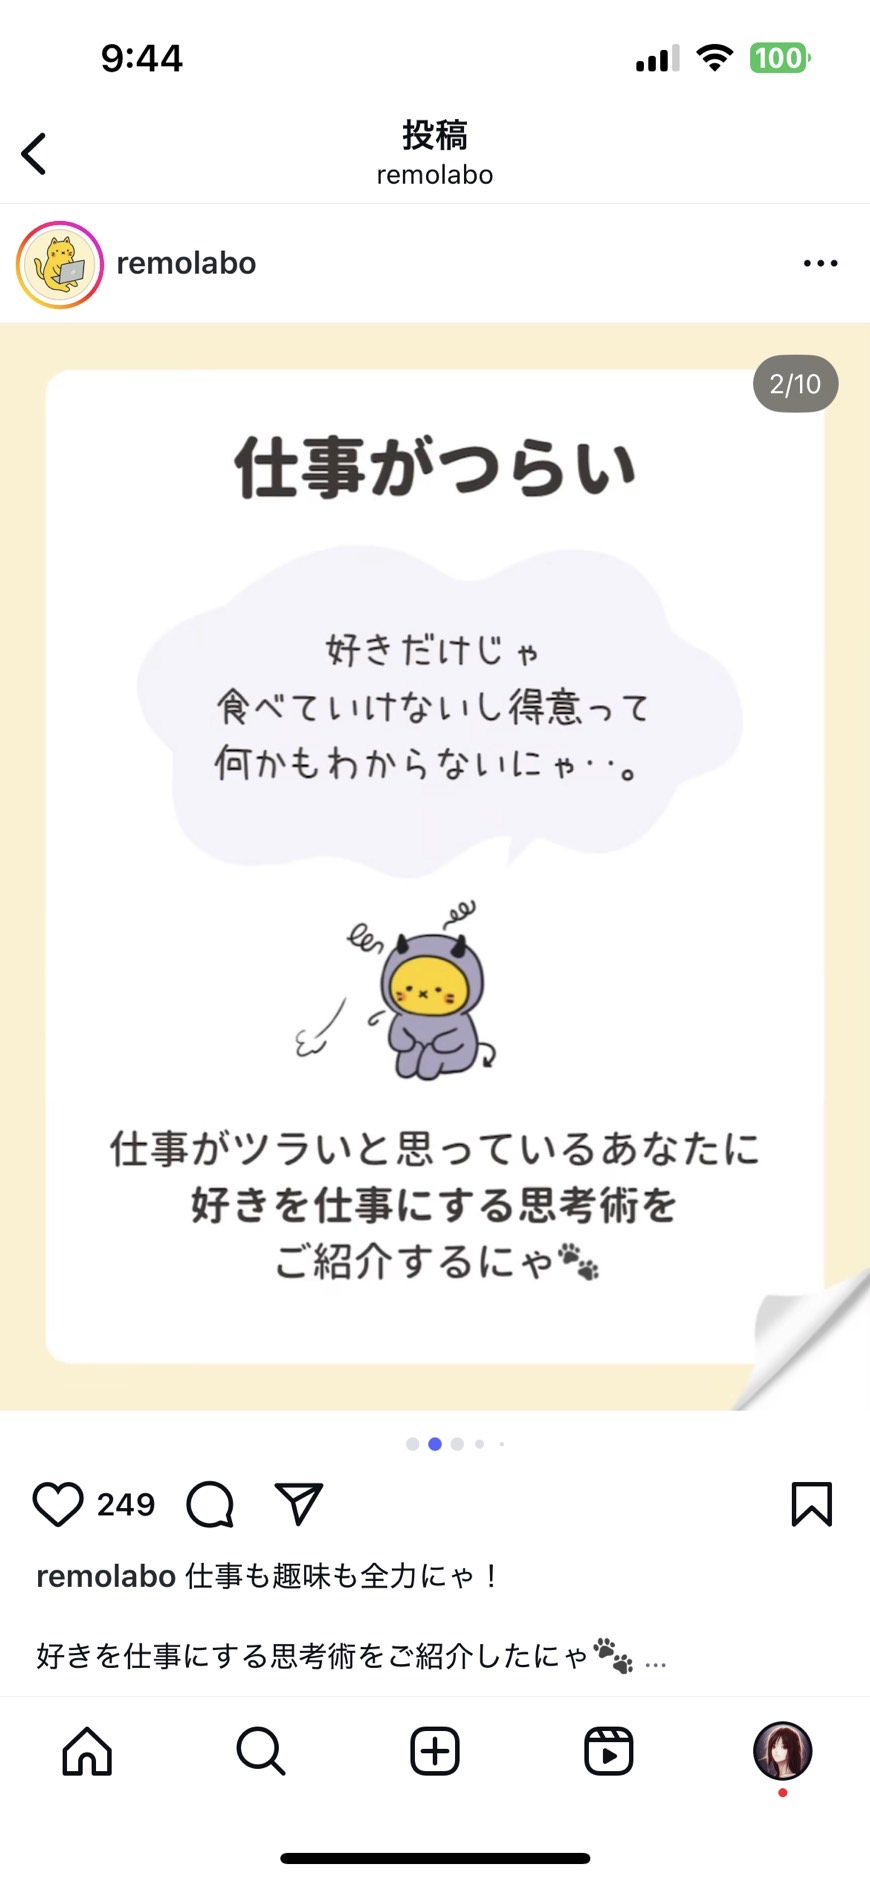 9:44
100
投稿
remolabo
remolabo
2/10
仕事がつらい
好きだけじゃ
食べていけないし得意って
何かもわからないにゃ‥。
仕事がツラいと思っているあなたに
好きを仕事にする思考術を
ご紹介するにゃ🐾
249
remolabo 仕事も趣味も全力にゃ！
好きを仕事にする思考術をご紹介したにゃ🐾 ...